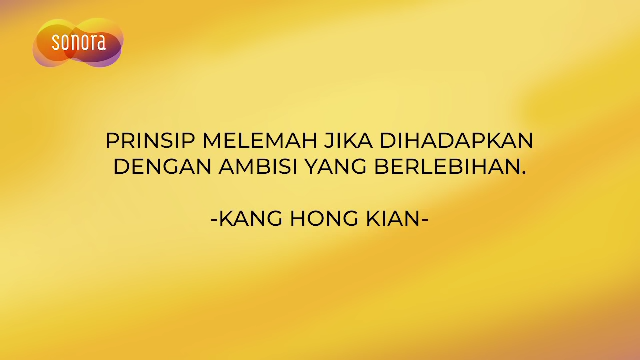 sonora
PRINSIP MELEMAH JIKA DIHADAPKAN
DENGAN AMBISI YANG BERLEBIHAN.
-KANG HONG KIAN-